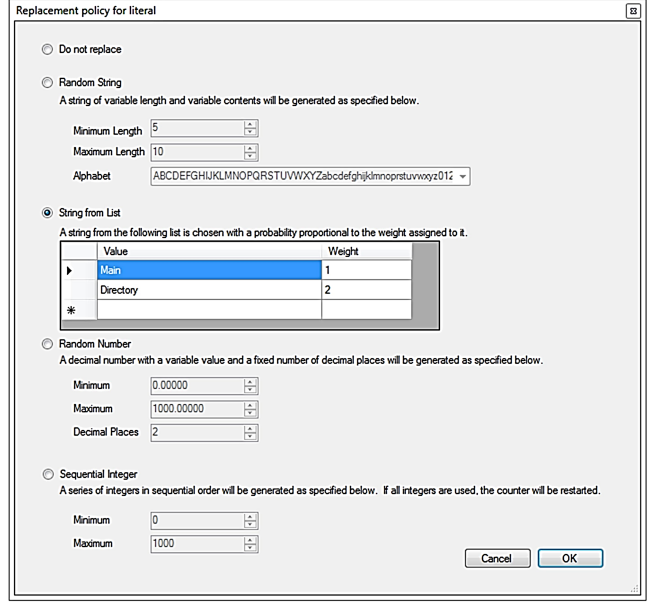 Replacement policy for literal
Do not replace
Random String
A string of variable length and variable contents will be generated as specified below.
Minimum Length 5
Maximum Length 10
Alphabet ABCDEFGHIJKLMNOPQRSTUVWXYZabcdefghijklmnoprstuvwxyz012
String from List
A string from the following list is chosen with a probability proportional to the weight assigned to it.
Value Weight
Main 1
Directory 2
Random Number
A decimal number with a variable value and a fixed number of decimal places will be generated as specified below.
Minimum 0.00000
Maximum 1000.00000
Decimal Places 2
Sequential Integer
A series of integers in sequential order will be generated as specified below. If all integers are used, the counter will be restarted.
Minimum 0
Maximum 1000
Cancel OK